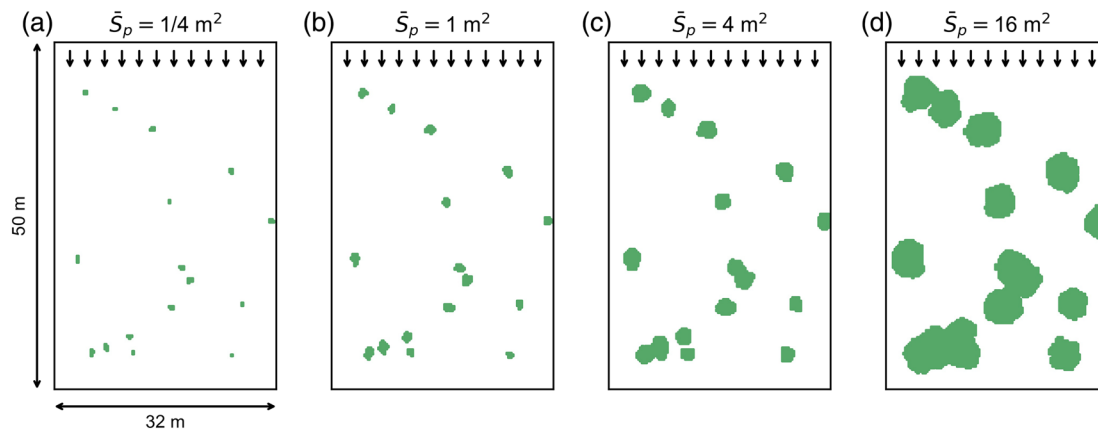 (a) S̄ₚ = 1/4 m²
(b) S̄ₚ = 1 m²
(c) S̄ₚ = 4 m²
(d) S̄ₚ = 16 m²
50 m
32 m